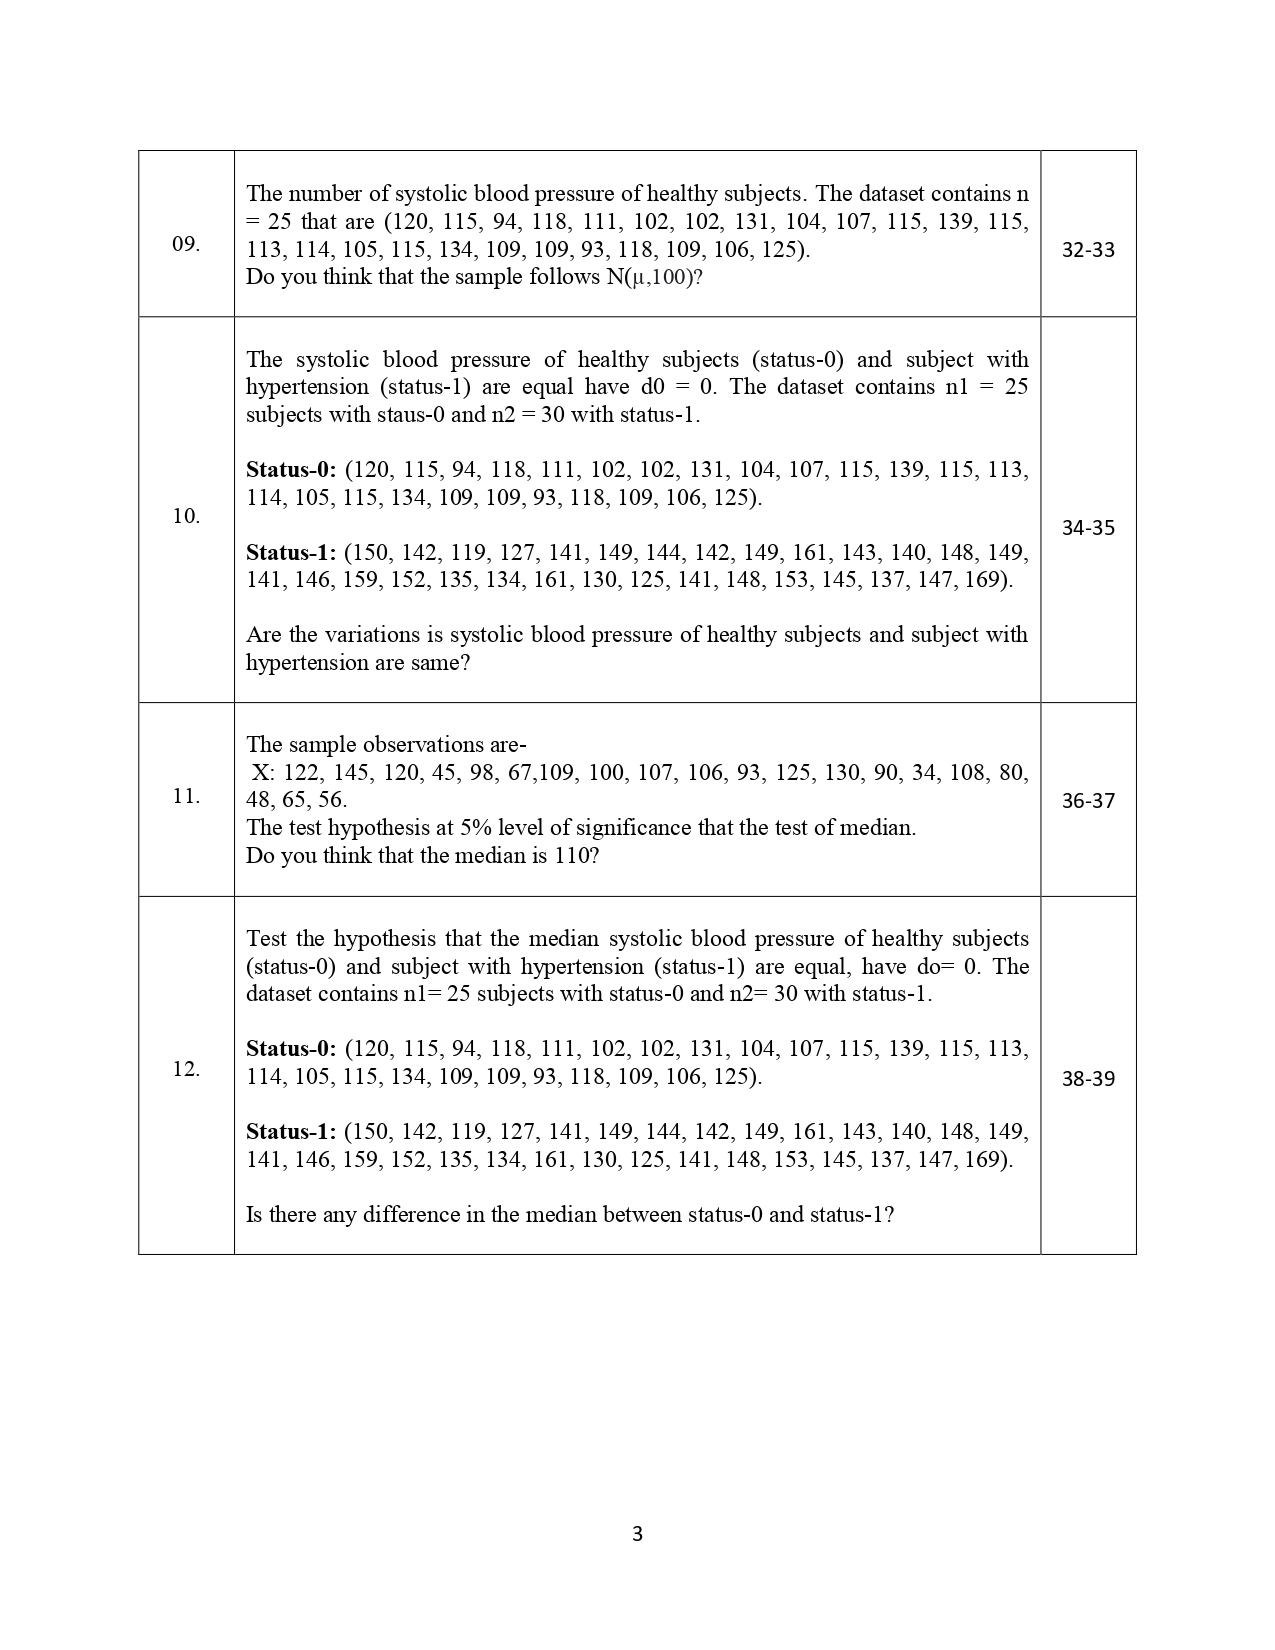 The number of systolic blood pressure of healthy subjects. The dataset contains n
= 25 that are (120, 115, 94, 118, 111, 102, 102, 131, 104, 107, 115, 139, 115,
09.
113, 114, 105, 115, 134, 109, 109, 93, 118, 109, 106, 125).
32-33
Do you think that the sample follows N(μ,100)?
The systolic blood pressure of healthy subjects (status-0) and subject with
hypertension (status-1) are equal have d0 = 0. The dataset contains n1 = 25
subjects with staus-0 and n2 = 30 with status-1.
Status-0: (120, 115, 94, 118, 111, 102, 102, 131, 104, 107, 115, 139, 115, 113,
114, 105, 115, 134, 109, 109, 93, 118, 109, 106, 125).
10.
34-35
Status-1: (150, 142, 119, 127, 141, 149, 144, 142, 149, 161, 143, 140, 148, 149,
141, 146, 159, 152, 135, 134, 161, 130, 125, 141, 148, 153, 145, 137, 147, 169).
Are the variations is systolic blood pressure of healthy subjects and subject with
hypertension are same?
The sample observations are-
X: 122, 145, 120, 45, 98, 67,109, 100, 107, 106, 93, 125, 130, 90, 34, 108, 80,
11.
48, 65, 56.
36-37
The test hypothesis at 5% level of significance that the test of median.
Do you think that the median is 110?
Test the hypothesis that the median systolic blood pressure of healthy subjects
(status-0) and subject with hypertension (status-1) are equal, have do= 0. The
dataset contains n1= 25 subjects with status-0 and n2= 30 with status-1.
Status-0: (120, 115, 94, 118, 111, 102, 102, 131, 104, 107, 115, 139, 115, 113,
12.
114, 105, 115, 134, 109, 109, 93, 118, 109, 106, 125).
38-39
Status-1: (150, 142, 119, 127, 141, 149, 144, 142, 149, 161, 143, 140, 148, 149,
141, 146, 159, 152, 135, 134, 161, 130, 125, 141, 148, 153, 145, 137, 147, 169).
Is there any difference in the median between status-0 and status-1?
3